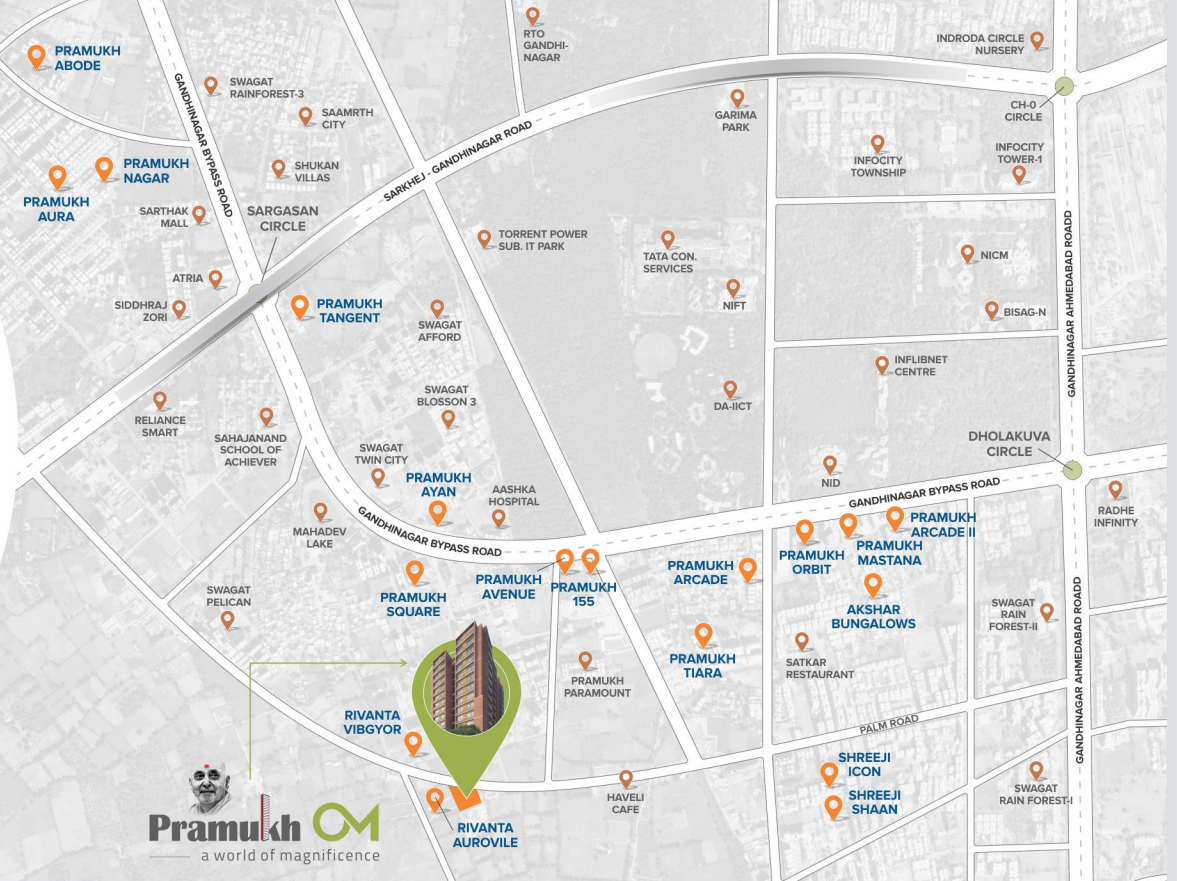 PRAMUKH
ABODE
SWAGAT
RAINFOREST-3
SAAMRTH
CITY
RTO
GANDHI-
NAGAR
INDRODA CIRCLE
NURSERY
CH-0
CIRCLE
GARIMA
PARK
INFOCITY
TOWNSHIP
INFOCITY
TOWER-1
GANDHINAGAR BYPASS ROAD
SARKHEJ - GANDHINAGAR ROAD
PRAMUKH
NAGAR
PRAMUKH
AURA
SHUKAN
VILLAS
SARTHAK
MALL
SARGASAN
CIRCLE
TORRENT POWER
SUB. IT PARK
TATA CON.
SERVICES
NICM
GANDHINAGAR AHMEDABAD ROADD
ATRIA
SIDDHRAJ
ZORI
PRAMUKH
TANGENT
SWAGAT
AFFORD
NIFT
BISAG-N
INFLIBNET
CENTRE
RELIANCE
SMART
SAHAJANAND
SCHOOL OF
ACHIEVER
SWAGAT
BLOSSON 3
DA-IICT
DHOLAKUVA
CIRCLE
SWAGAT
TWIN CITY
PRAMUKH
AYAN
AASHKA
HOSPITAL
NID
GANDHINAGAR BYPASS ROAD
RADHE
INFINITY
MAHADEV
LAKE
GANDHINAGAR BYPASS ROAD
PRAMUKH
ARCADE II
PRAMUKH
ORBIT
PRAMUKH
MASTANA
PRAMUKH
SQUARE
PRAMUKH
AVENUE
PRAMUKH
155
PRAMUKH
ARCADE
AKSHAR
BUNGALOWS
SWAGAT
PELICAN
SWAGAT
RAIN
FOREST-II
GANDHINAGAR AHMEDABAD ROADD
PRAMUKH
PARAMOUNT
PRAMUKH
TIARA
SATKAR
RESTAURANT
RIVANTA
VIBGYOR
PALM ROAD
SHREEJI
ICON
SHREEJI
SHAAN
SWAGAT
RAIN FOREST-I
HAVELI
CAFE
RIVANTA
AUROVILE
Pramukh OM
a world of magnificence